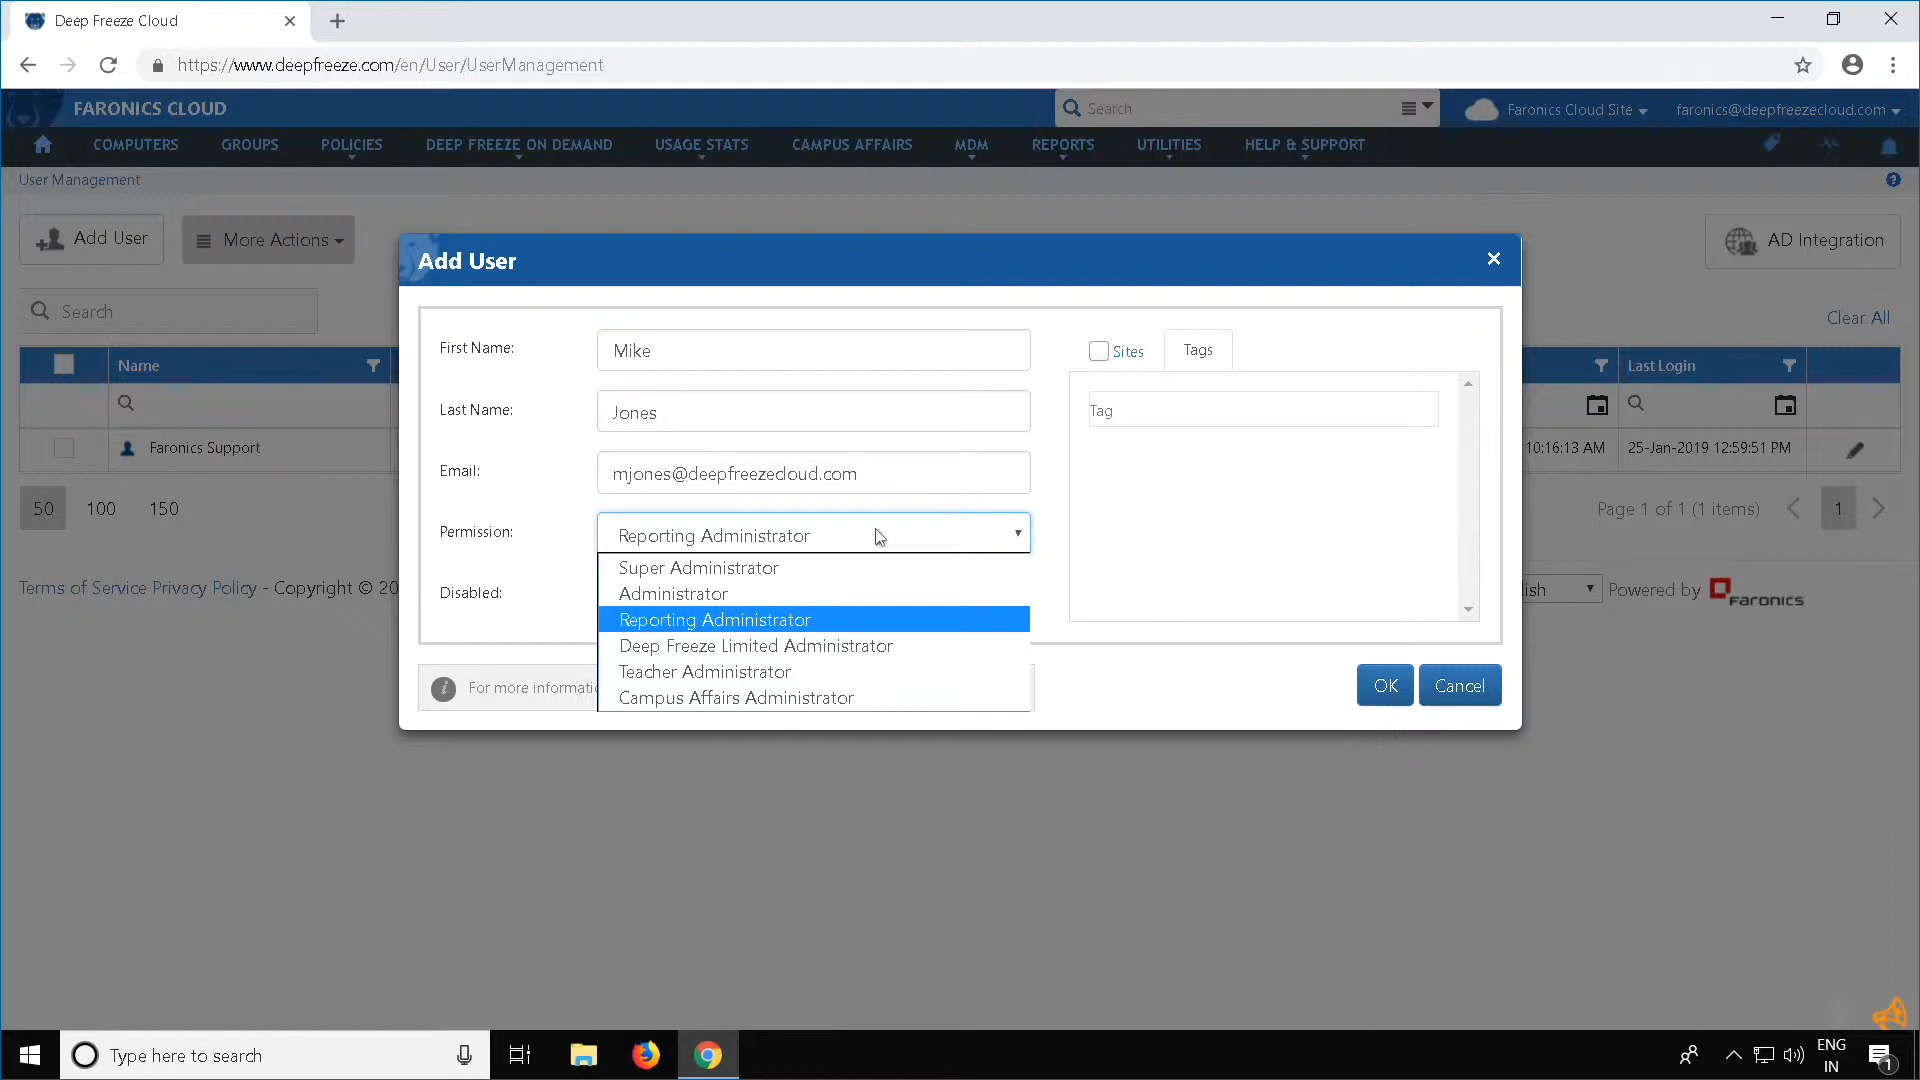 Deep Freeze Cloud
https://www.deepfreeze.com/en/User/UserManagement
FARONICS CLOUD
Search
Faronics Cloud Site
faronics@deepfreezecloud.com
COMPUTERS GROUPS POLICIES DEEP FREEZE ON DEMAND USAGE STATS CAMPUS AFFAIRS MDM REPORTS UTILITIES HELP & SUPPORT
User Management
Add User
More Actions
AD Integration
Search
Clear All
Name
Last Login
Faronics Support
10:16:13 AM
25-Jan-2019 12:59:51 PM
50 100 150
Page 1 of 1 (1 items)
1
Terms of Service Privacy Policy - Copyright © 20
lish
Powered by
Faronics
Add User
First Name:
Mike
Last Name:
Jones
Email:
mjones@deepfreezecloud.com
Permission:
Reporting Administrator
Super Administrator
Administrator
Reporting Administrator
Deep Freeze Limited Administrator
Teacher Administrator
Campus Affairs Administrator
Disabled:
Sites
Tags
Tag
For more informatio
OK
Cancel
Type here to search
ENG
IN
1